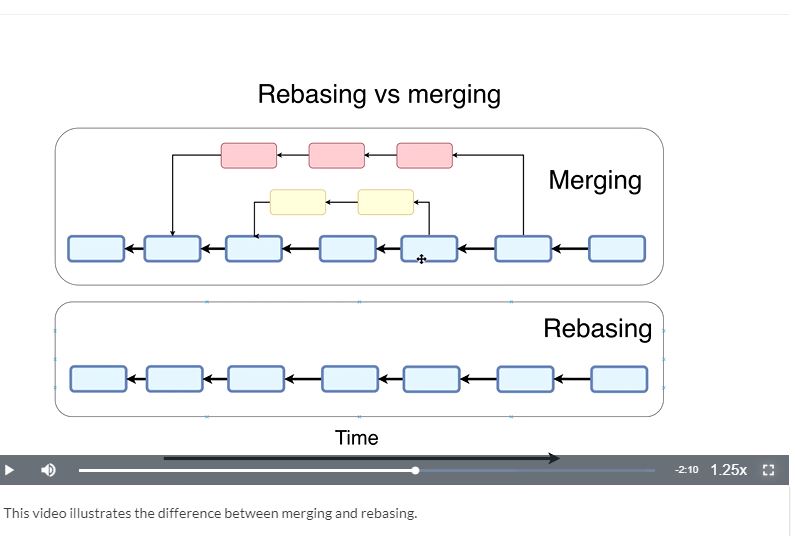 Rebasing vs merging
Merging
Rebasing
Time
-2:10 1.25x
This video illustrates the difference between merging and rebasing.